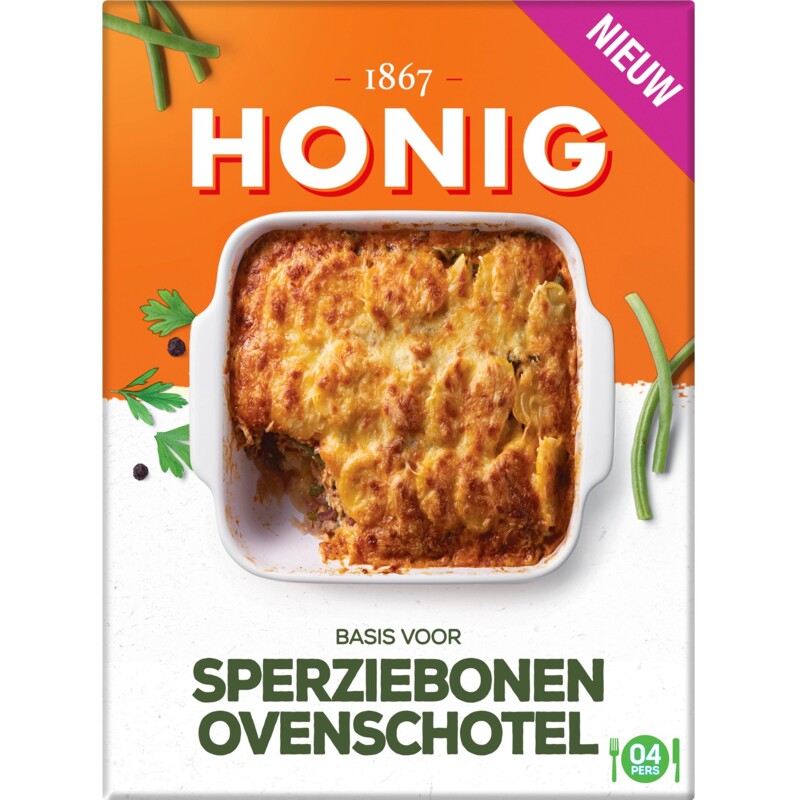 NIEUW
1867
HONIG
BASIS VOOR
SPERZIEBONEN
OVENSCHOTEL
04
PERS